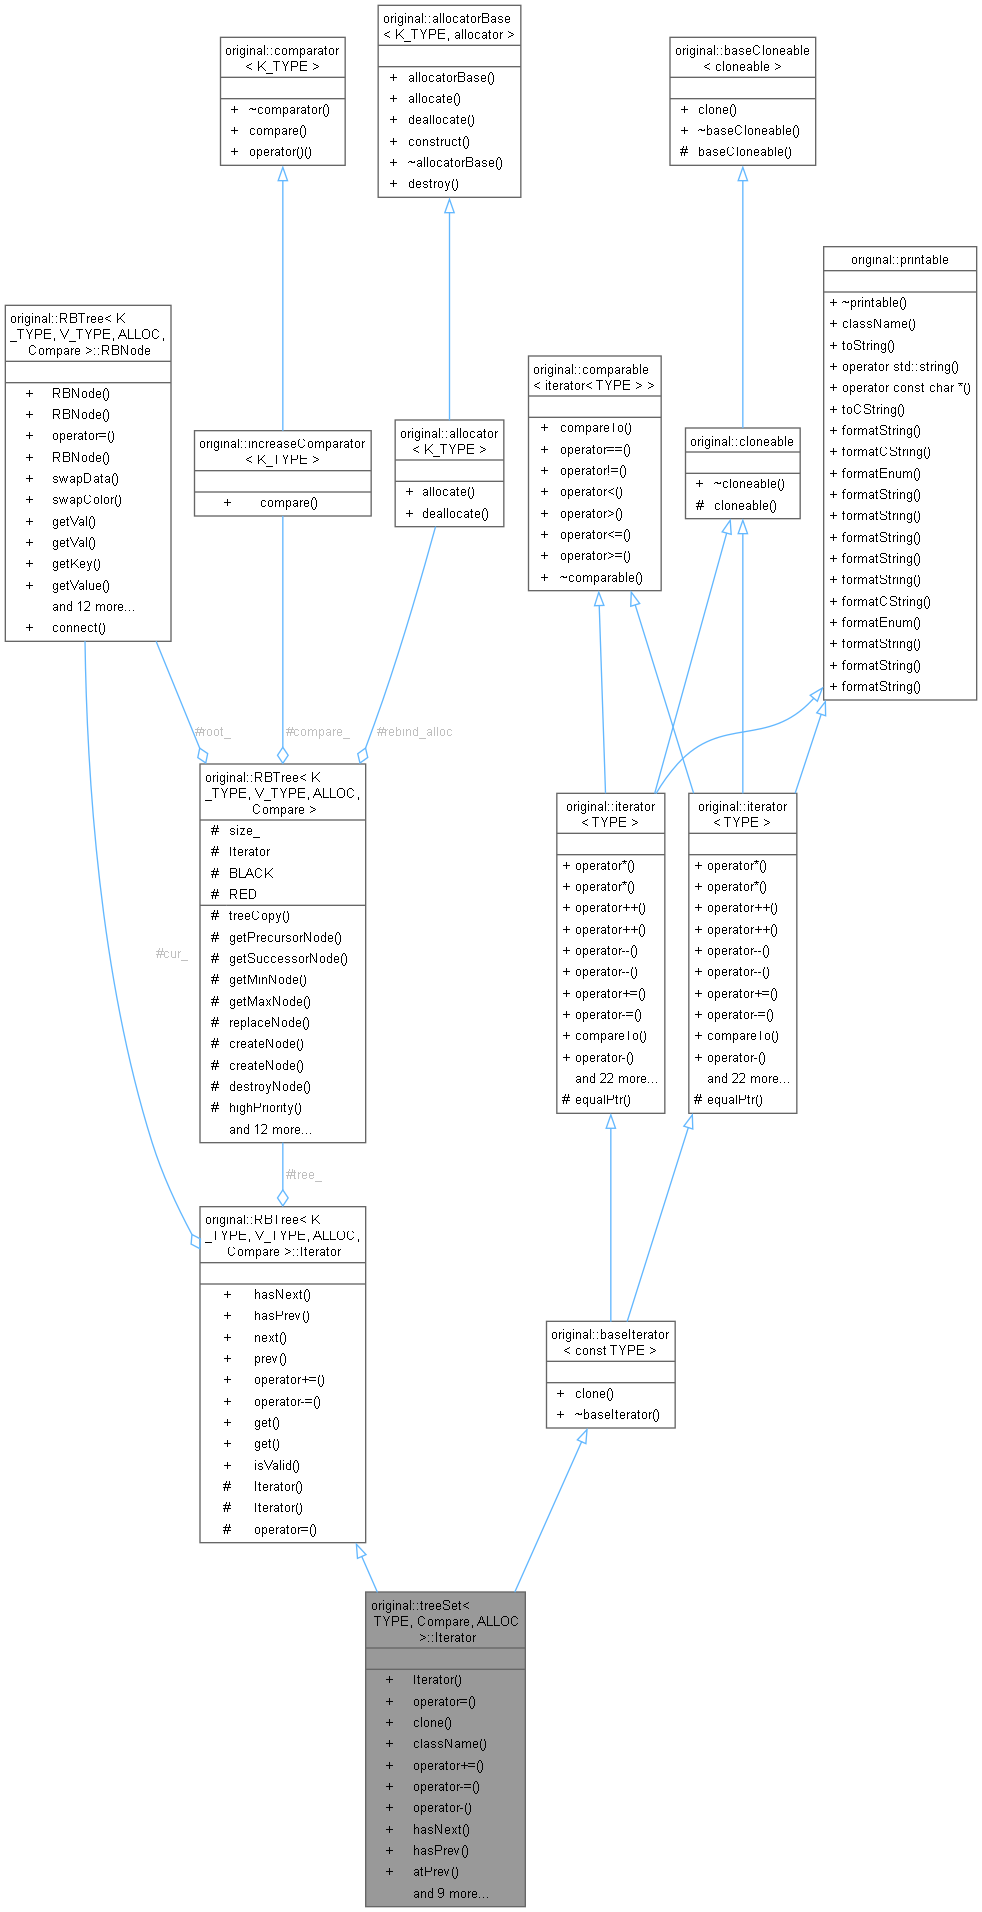 original::allocatorBase
< K_TYPE, allocator >
+ allocatorBase()
+ allocate()
+ deallocate()
+ construct()
+ ~allocatorBase()
+ destroy()
original::comparator
< K_TYPE >
+ ~comparator()
+ compare()
+ operator()()
original::baseCloneable
< cloneable >
+ clone()
+ ~baseCloneable()
# baseCloneable()
original::printable
+ ~printable()
+ className()
+ toString()
+ operator std::string()
+ operator const char *()
+ toCString()
+ formatString()
+ formatCString()
+ formatEnum()
+ formatString()
+ formatString()
+ formatString()
+ formatString()
+ formatString()
+ formatCString()
+ formatEnum()
+ formatString()
+ formatString()
+ formatString()
original::RBTree< K
_TYPE, V_TYPE, ALLOC,
Compare >::RBNode
+ RBNode()
+ RBNode()
+ operator=()
+ RBNode()
+ swapData()
+ swapColor()
+ getVal()
+ getVal()
+ getKey()
+ getValue()
and 12 more...
+ connect()
original::comparable
< iterator< TYPE > >
+ compareTo()
+ operator==()
+ operator!=()
+ operator<()
+ operator>()
+ operator<=()
+ operator>=()
+ ~comparable()
original::increaseComparator
< K_TYPE >
+ compare()
original::allocator
< K_TYPE >
+ allocate()
+ deallocate()
original::cloneable
+ ~cloneable()
# cloneable()
#root_
#compare_
#rebind_alloc
original::RBTree< K
_TYPE, V_TYPE, ALLOC,
Compare >
# size_
# Iterator
# BLACK
# RED
# treeCopy()
# getPrecursorNode()
# getSuccessorNode()
# getMinNode()
# getMaxNode()
# replaceNode()
# createNode()
# createNode()
# destroyNode()
# highPriority()
and 12 more...
original::iterator
< TYPE >
+ operator*()
+ operator*()
+ operator++()
+ operator++()
+ operator--()
+ operator--()
+ operator+=()
+ operator-=()
+ compareTo()
+ operator-()
and 22 more...
# equalPtr()
original::iterator
< TYPE >
+ operator*()
+ operator*()
+ operator++()
+ operator++()
+ operator--()
+ operator--()
+ operator+=()
+ operator-=()
+ compareTo()
+ operator-()
and 22 more...
# equalPtr()
#cur_
#tree_
original::RBTree< K
_TYPE, V_TYPE, ALLOC,
Compare >::Iterator
+ hasNext()
+ hasPrev()
+ next()
+ prev()
+ operator+=()
+ operator-=()
+ get()
+ get()
+ isValid()
# Iterator()
# Iterator()
# operator=()
original::baseIterator
< const TYPE >
+ clone()
+ ~baseIterator()
original::treeSet<
TYPE, Compare, ALLOC
>::Iterator
+ Iterator()
+ operator=()
+ clone()
+ className()
+ operator+=()
+ operator-=()
+ operator-()
+ hasNext()
+ hasPrev()
+ atPrev()
and 9 more...